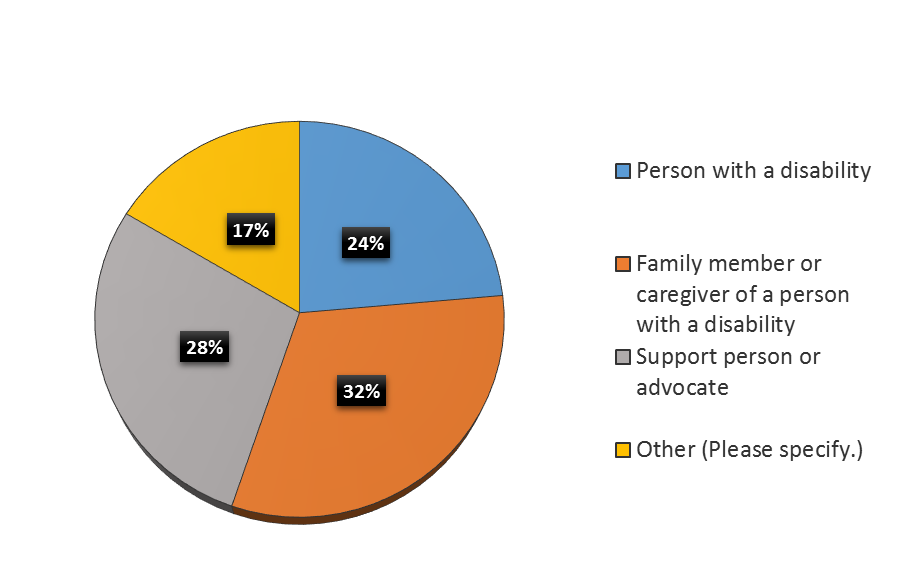 17%
24%
28%
32%
Person with a disability
Family member or
caregiver of a person
with a disability
Support person or
advocate
Other (Please specify.)